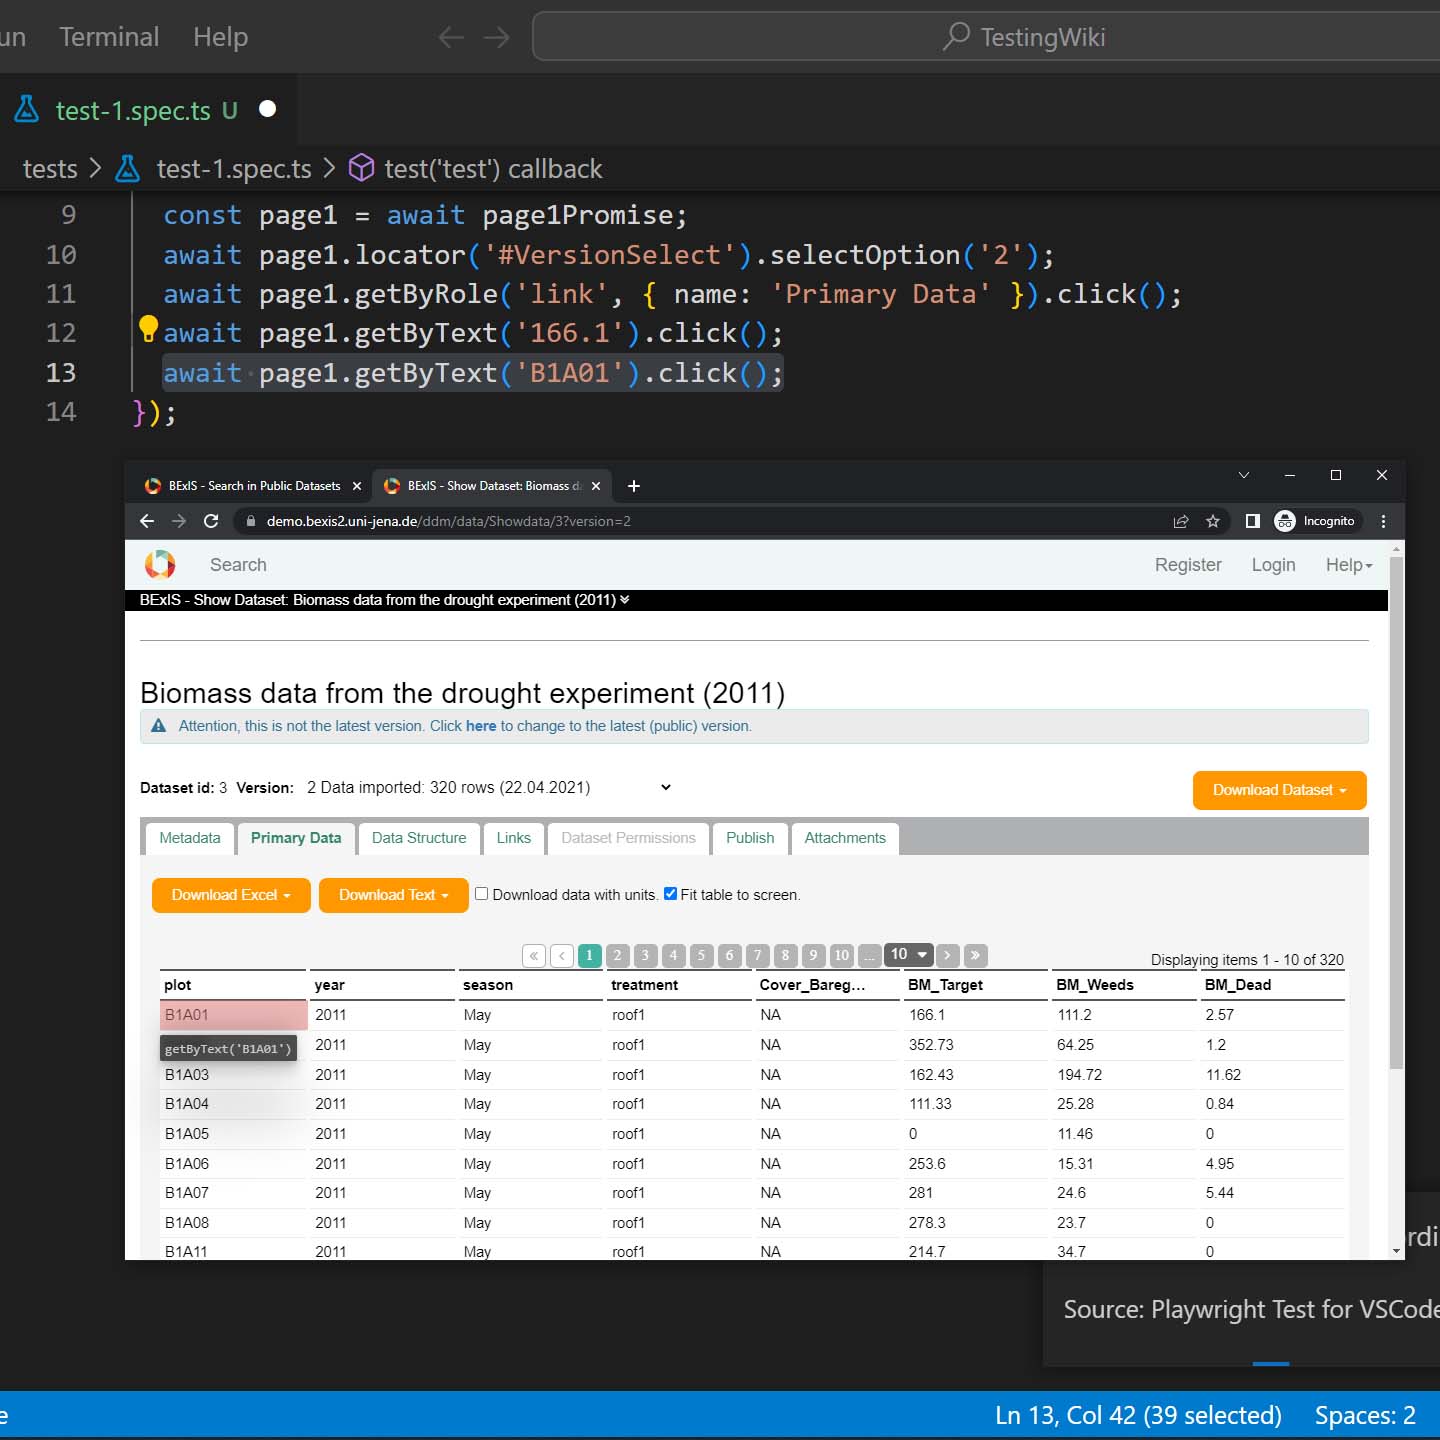 un Terminal Help TestingWiki
test-1.spec.ts U
tests > test-1.spec.ts > test('test') callback
9 const page1 = await page1Promise;
10 await page1.locator('#VersionSelect').selectOption('2');
11 await page1.getByRole('link', { name: 'Primary Data' }).click();
12 await page1.getByText('166.1').click();
13 await page1.getByText('B1A01').click();
14 });
BExIS - Search in Public Datasets BExIS - Show Dataset: Biomass d
demo.bexis2.uni-jena.de/ddm/data/Showdata/3?version=2 Incognito
Search Register Login Help
BExIS - Show Dataset: Biomass data from the drought experiment (2011)
Biomass data from the drought experiment (2011)
Attention, this is not the latest version. Click here to change to the latest (public) version.
Dataset id: 3 Version: 2 Data imported: 320 rows (22.04.2021) Download Dataset
Metadata Primary Data Data Structure Links Dataset Permissions Publish Attachments
Download Excel Download Text Download data with units. Fit table to screen.
« < 1 2 3 4 5 6 7 8 9 10 ... 10 > » Displaying items 1 - 10 of 320
plot year season treatment Cover_Bareg... BM_Target BM_Weeds BM_Dead
B1A01 2011 May roof1 NA 166.1 111.2 2.57
getByText('B1A01') 2011 May roof1 NA 352.73 64.25 1.2
B1A03 2011 May roof1 NA 162.43 194.72 11.62
B1A04 2011 May roof1 NA 111.33 25.28 0.84
B1A05 2011 May roof1 NA 0 11.46 0
B1A06 2011 May roof1 NA 253.6 15.31 4.95
B1A07 2011 May roof1 NA 281 24.6 5.44
B1A08 2011 May roof1 NA 278.3 23.7 0
B1A11 2011 May roof1 NA 214.7 34.7 0
rdi
Source: Playwright Test for VSCode
e Ln 13, Col 42 (39 selected) Spaces: 2